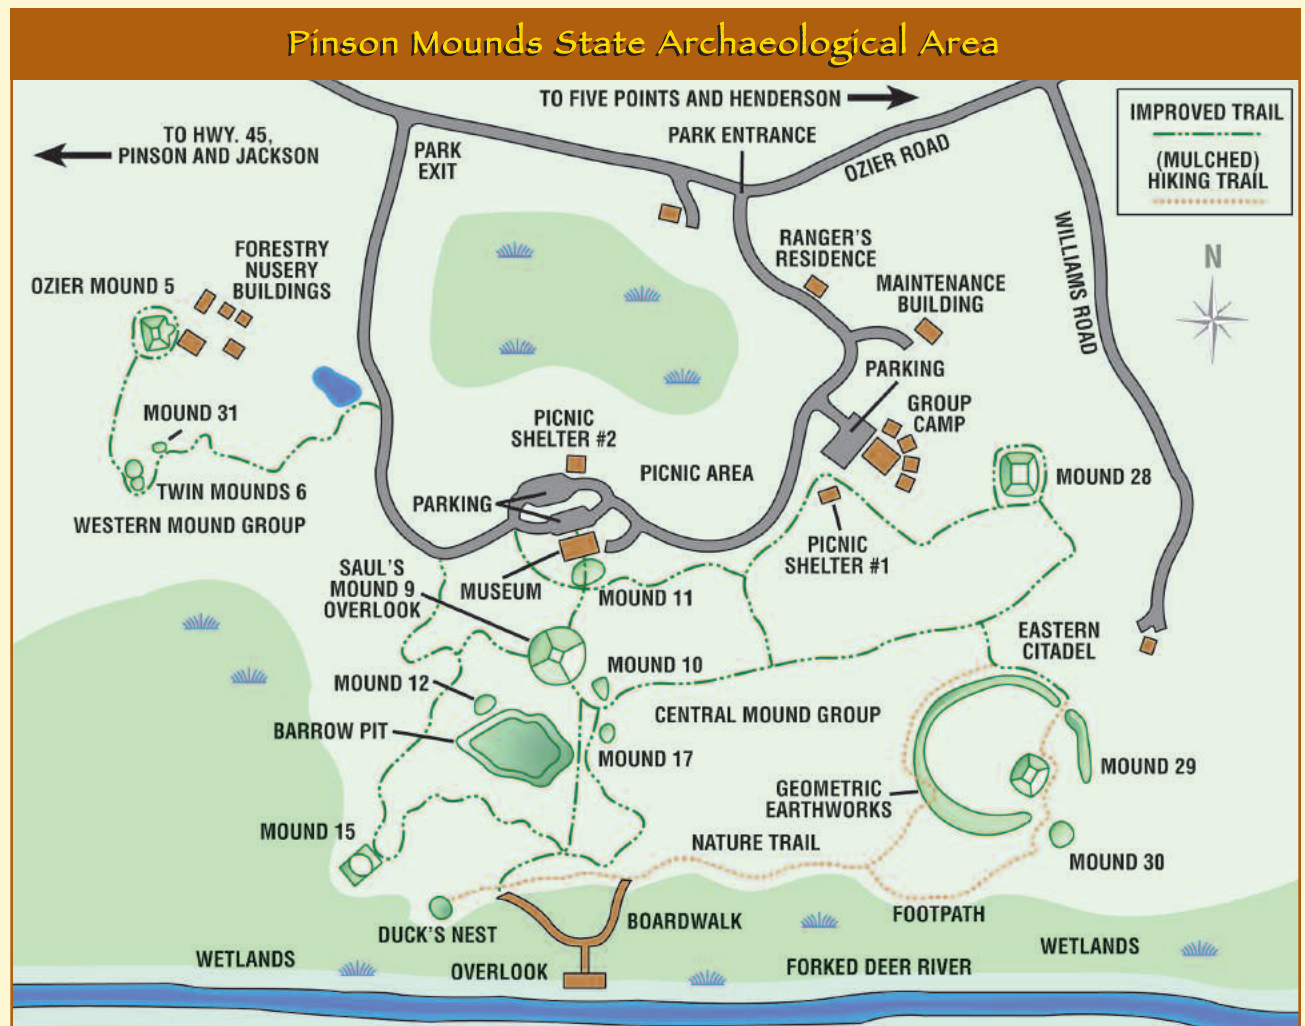 Pinson Mounds State Archaeological Area
TO FIVE POINTS AND HENDERSON
TO HWY. 45,
PINSON AND JACKSON
PARK
EXIT
PARK ENTRANCE
OZIER ROAD
IMPROVED TRAIL
(MULCHED)
HIKING TRAIL
WILLIAMS ROAD
N
RANGER'S
RESIDENCE
MAINTENANCE
BUILDING
FORESTRY
NUSERY
BUILDINGS
OZIER MOUND 5
PARKING
GROUP
CAMP
MOUND 31
PICNIC
SHELTER #2
PICNIC AREA
MOUND 28
TWIN MOUNDS 6
WESTERN MOUND GROUP
PARKING
PICNIC
SHELTER #1
SAUL'S
MOUND 9
OVERLOOK
MUSEUM
MOUND 11
EASTERN
CITADEL
MOUND 10
MOUND 12
CENTRAL MOUND GROUP
BARROW PIT
MOUND 17
MOUND 29
GEOMETRIC
EARTHWORKS
MOUND 15
NATURE TRAIL
MOUND 30
FOOTPATH
BOARDWALK
DUCK'S NEST
WETLANDS
OVERLOOK
FORKED DEER RIVER
WETLANDS